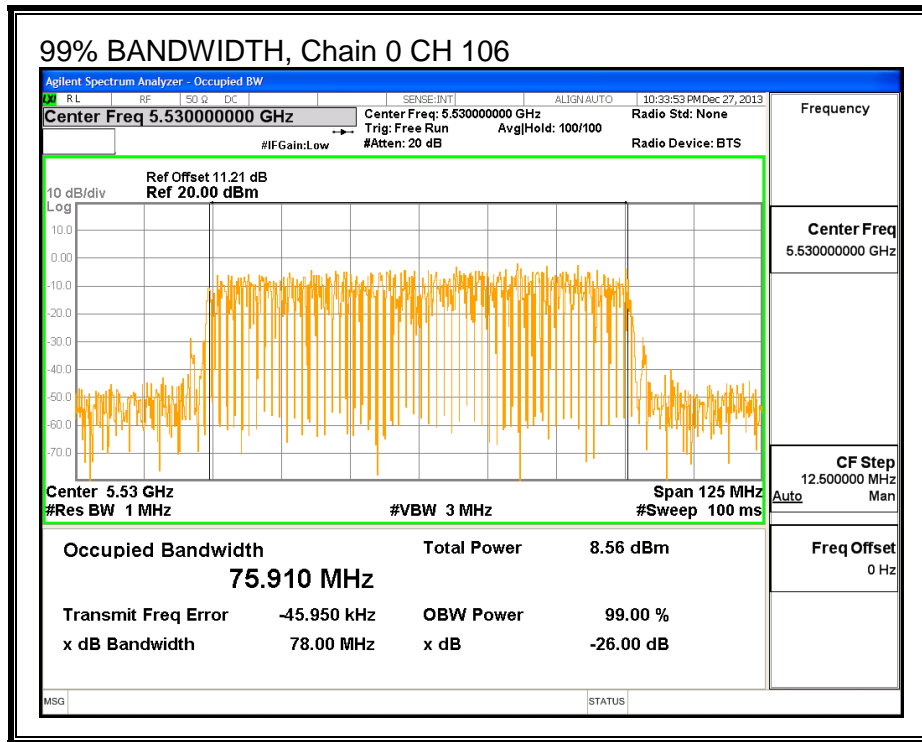 99% BANDWIDTH, Chain 0 CH 106
Agilent Spectrum Analyzer - Occupied BW
LXI RL RF 50 Ω DC SENSE:INT ALIGN AUTO 10:33:53 PM Dec 27, 2013
Center Freq 5.530000000 GHz
Center Freq: 5.530000000 GHz
Radio Std: None
Trig: Free Run Avg|Hold: 100/100
#IFGain:Low
#Atten: 20 dB
Radio Device: BTS
Frequency
Ref Offset 11.21 dB
10 dB/div Ref 20.00 dBm
Log
10.0
0.00
-10.0
-20.0
-30.0
-40.0
-50.0
-60.0
-70.0
Center 5.53 GHz Span 125 MHz
#Res BW 1 MHz #VBW 3 MHz #Sweep 100 ms
Center Freq
5.530000000 GHz
CF Step
12.500000 MHz
Auto Man
Freq Offset
0 Hz
Occupied Bandwidth Total Power 8.56 dBm
75.910 MHz
Transmit Freq Error -45.950 kHz OBW Power 99.00 %
x dB Bandwidth 78.00 MHz x dB -26.00 dB
MSG STATUS